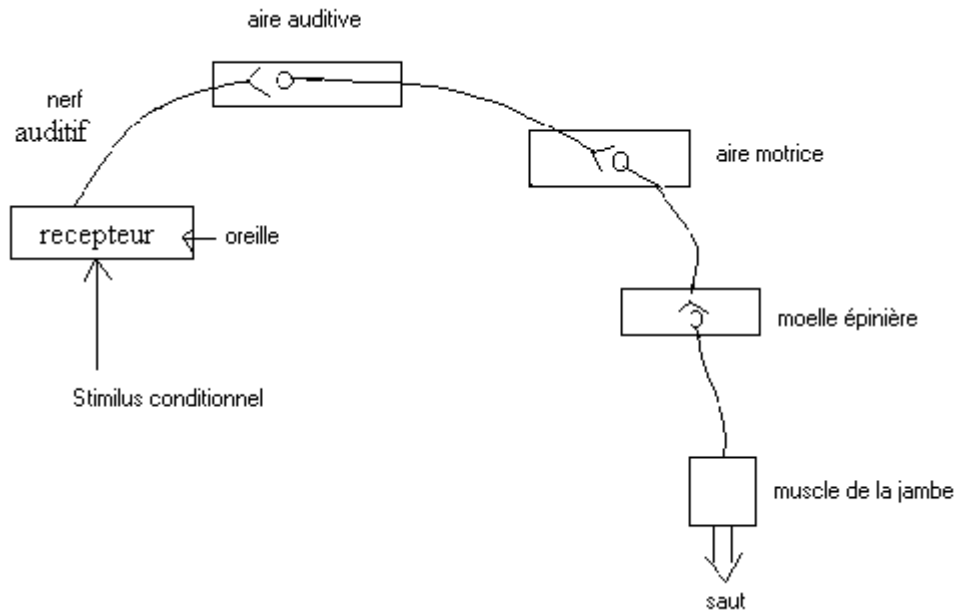 aire auditive
nerf
auditif
aire motrice
recepteur
oreille
moelle épinière
Stimilus conditionnel
muscle de la jambe
saut